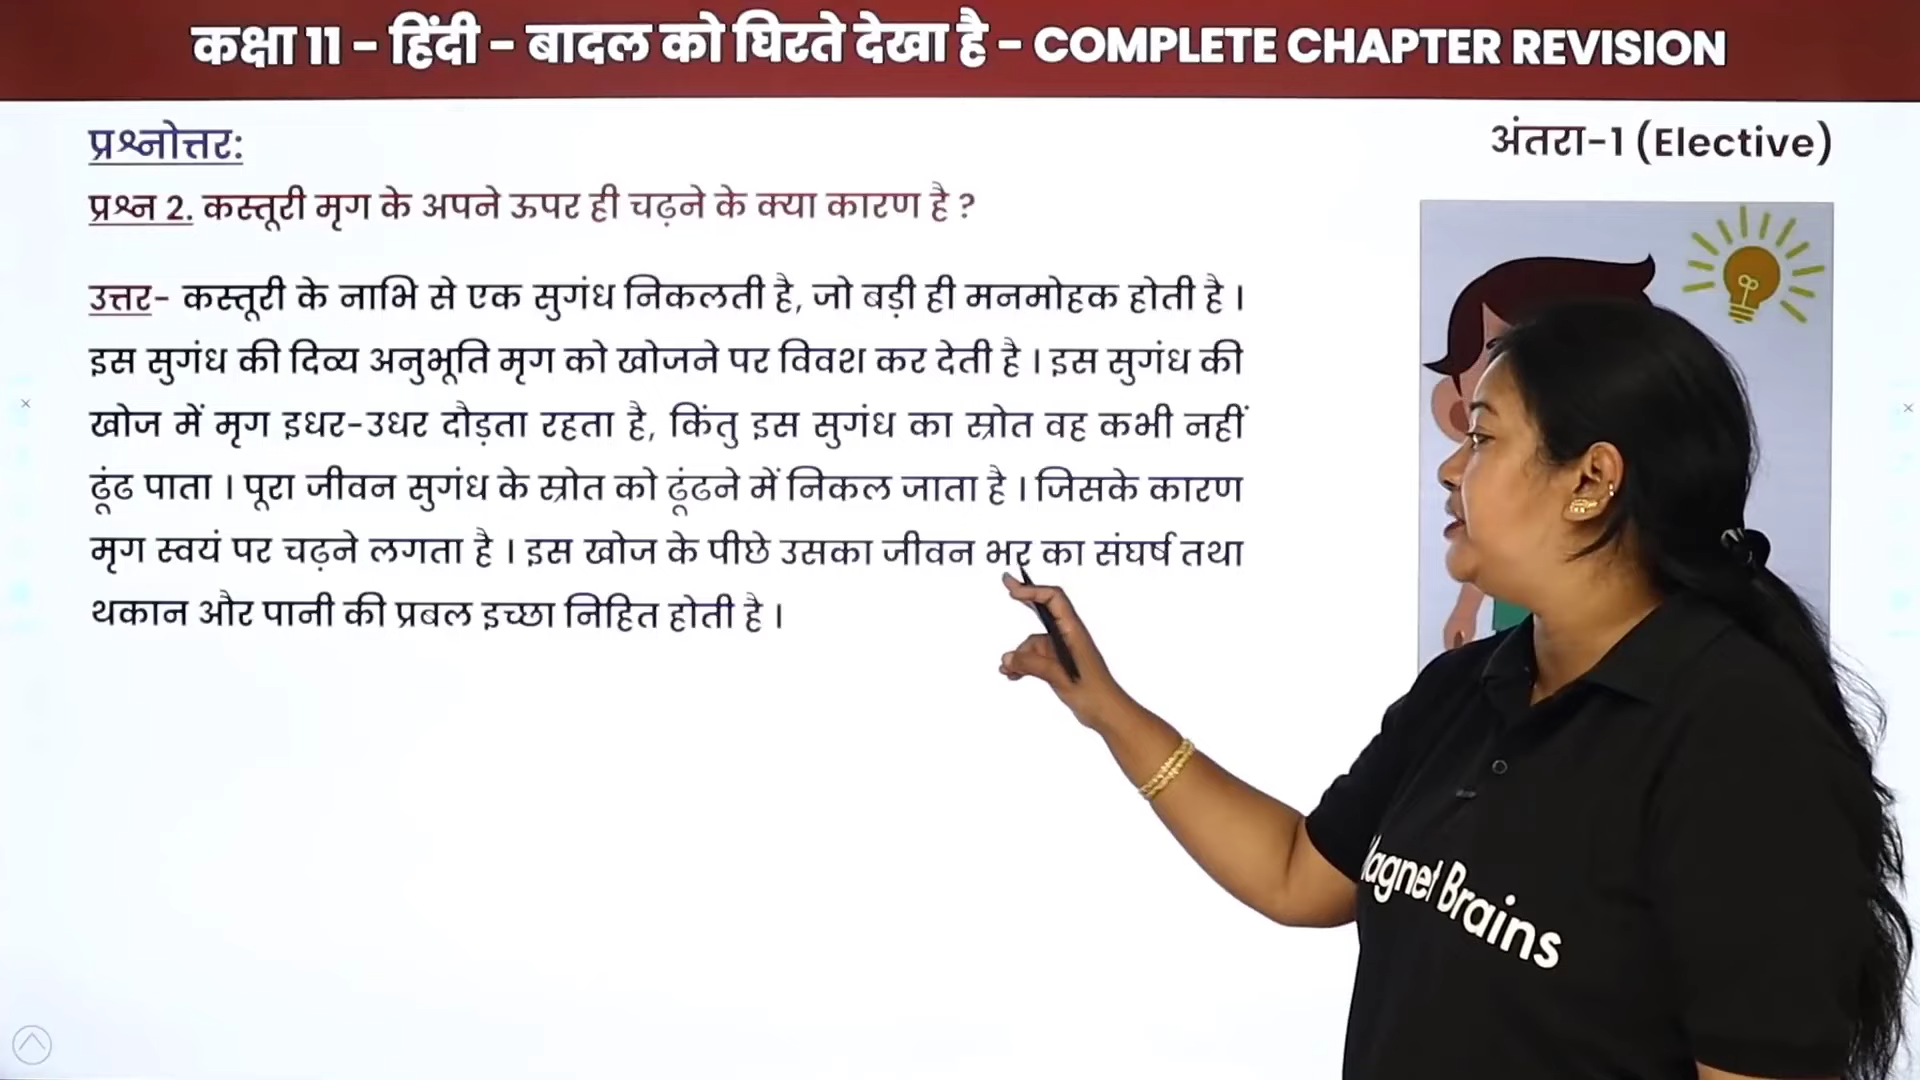 कक्षा 11 – हिंदी – बादल को घिरते देखा है – COMPLETE CHAPTER REVISION
प्रश्नोत्तर:
अंतरा-1 (Elective)
प्रश्न 2. कस्तूरी मृग के अपने ऊपर ही चढ़ने के क्या कारण है ?
उत्तर- कस्तूरी के नाभि से एक सुगंध निकलती है, जो बड़ी ही मनमोहक होती है ।
इस सुगंध की दिव्य अनुभूति मृग को खोजने पर विवश कर देती है । इस सुगंध की
खोज में मृग इधर-उधर दौड़ता रहता है, किंतु इस सुगंध का स्रोत वह कभी नहीं
ढूंढ पाता । पूरा जीवन सुगंध के स्रोत को ढूंढने में निकल जाता है । जिसके कारण
मृग स्वयं पर चढ़ने लगता है । इस खोज के पीछे उसका जीवन भर का संघर्ष तथा
थकान और पानी की प्रबल इच्छा निहित होती है ।
Magnet Brains